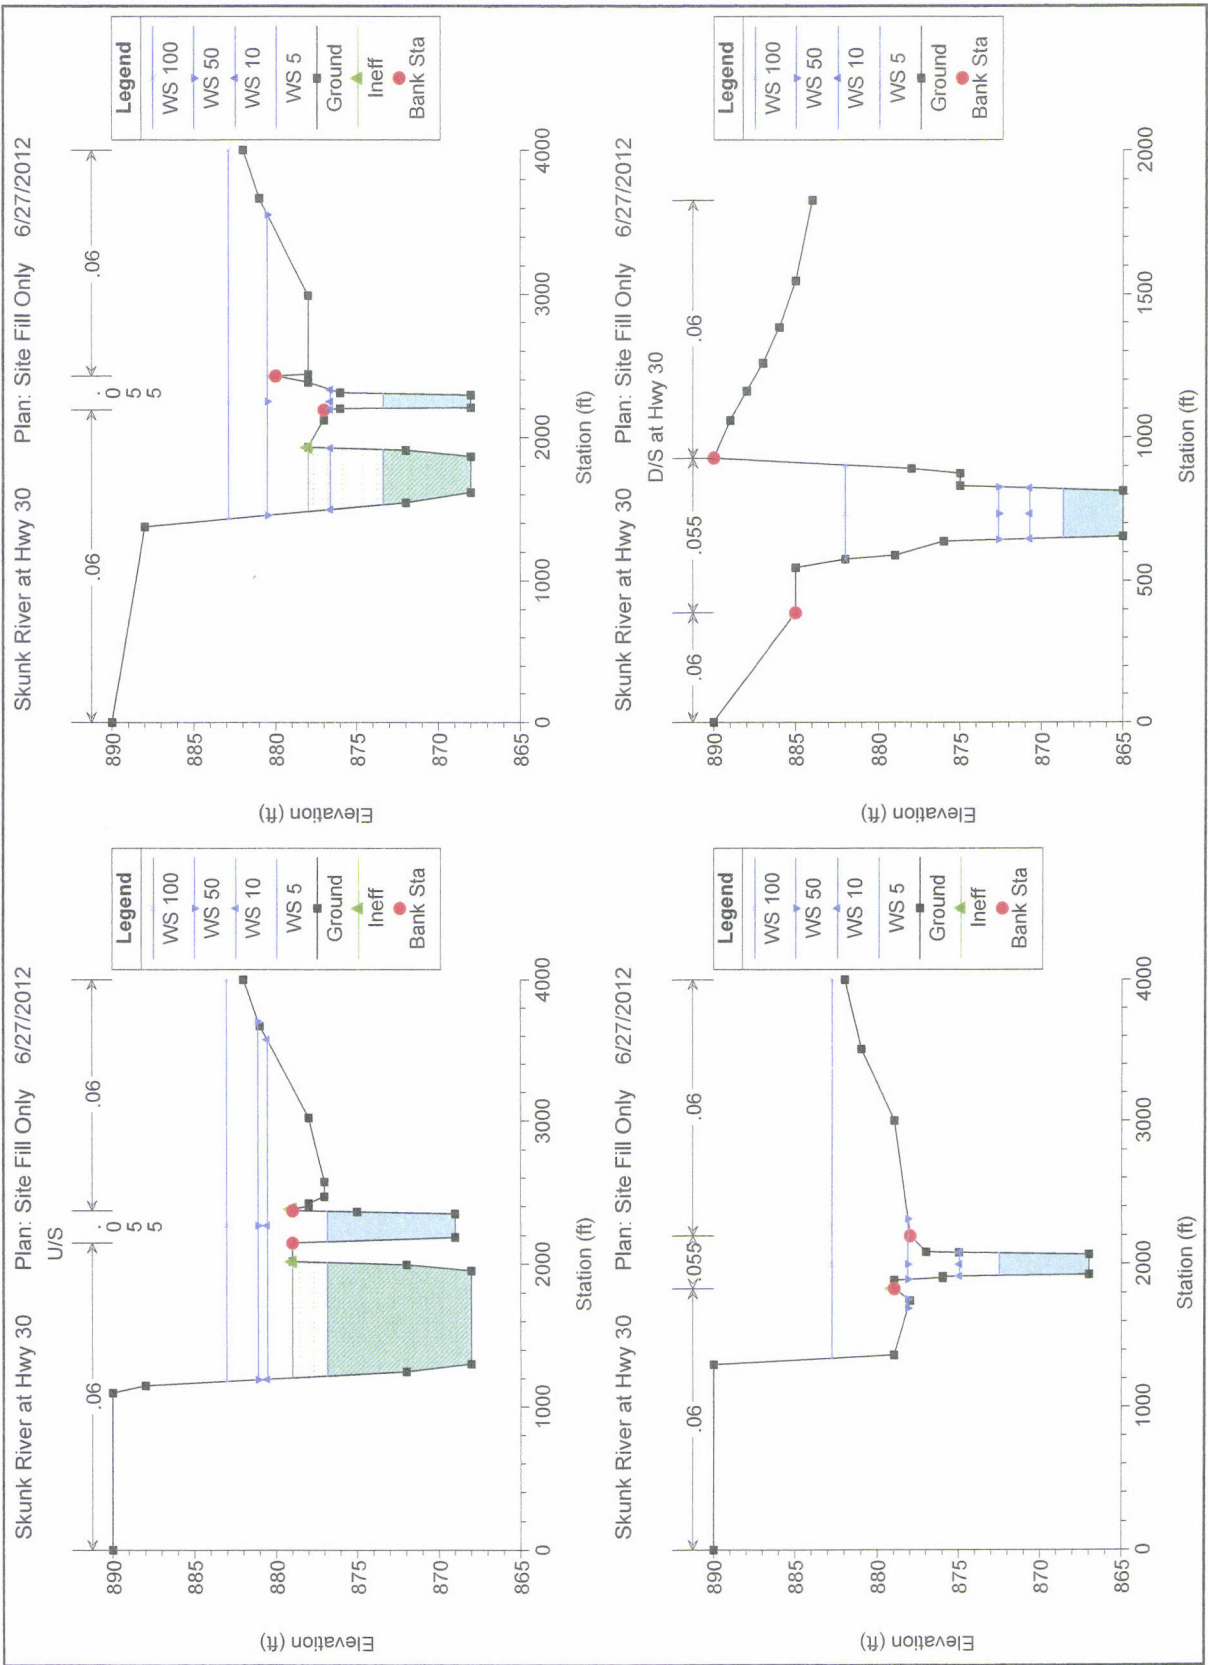 Skunk River at Hwy 30 Plan: Site Fill Only 6/27/2012
U/S
.06
.
0
5
5
.06
Legend
WS 100
WS 50
WS 10
WS 5
Ground
Ineff
Bank Sta
Elevation (ft)
890
885
880
875
870
865
0
1000
2000
3000
4000
Station (ft)
Skunk River at Hwy 30 Plan: Site Fill Only 6/27/2012
.06
.
0
5
5
.06
Legend
WS 100
WS 50
WS 10
WS 5
Ground
Ineff
Bank Sta
Elevation (ft)
890
885
880
875
870
865
0
1000
2000
3000
4000
Station (ft)
Skunk River at Hwy 30 Plan: Site Fill Only 6/27/2012
.06
.055
.06
Legend
WS 100
WS 50
WS 10
WS 5
Ground
Ineff
Bank Sta
Elevation (ft)
890
885
880
875
870
865
0
1000
2000
3000
4000
Station (ft)
Skunk River at Hwy 30 Plan: Site Fill Only 6/27/2012
D/S at Hwy 30
.06
.055
.06
Legend
WS 100
WS 50
WS 10
WS 5
Ground
Bank Sta
Elevation (ft)
890
885
880
875
870
865
0
500
1000
1500
2000
Station (ft)